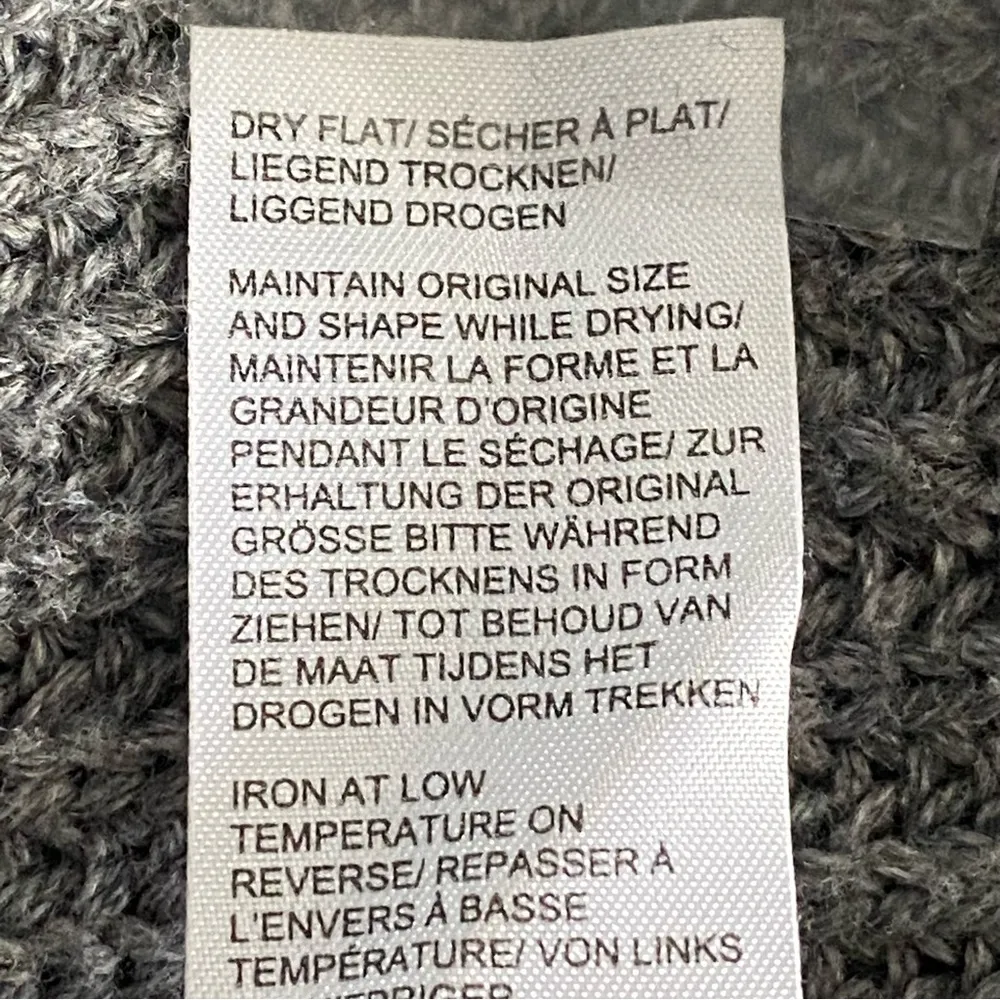 DRY FLAT/ SÉCHER À PLAT/
LIEGEND TROCKNEN/
LIGGEND DROGEN
MAINTAIN ORIGINAL SIZE
AND SHAPE WHILE DRYING/
MAINTENIR LA FORME ET LA
GRANDEUR D'ORIGINE
PENDANT LE SÉCHAGE/ ZUR
ERHALTUNG DER ORIGINAL
GRÖSSE BITTE WÄHREND
DES TROCKNENS IN FORM
ZIEHEN/ TOT BEHOUD VAN
DE MAAT TIJDENS HET
DROGEN IN VORM TREKKEN
IRON AT LOW
TEMPERATURE ON
REVERSE/ REPASSER À
L'ENVERS À BASSE
TEMPÉRATURE/ VON LINKS